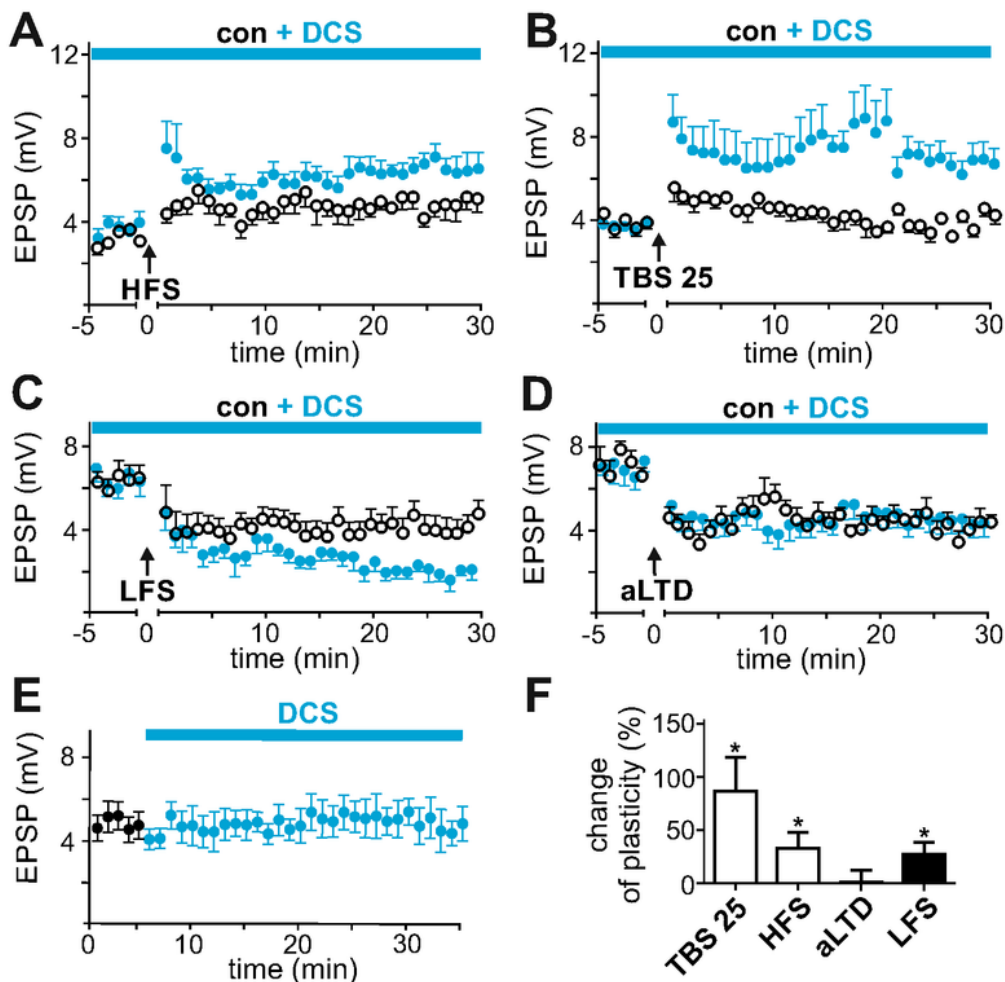 A
con + DCS
12
8
4
EPSP (mV)
HFS
-5 0 10 20 30
time (min)
B
con + DCS
12
8
4
EPSP (mV)
TBS 25
-5 0 10 20 30
time (min)
C
con + DCS
8
4
EPSP (mV)
LFS
-5 0 10 20 30
time (min)
D
con + DCS
8
4
EPSP (mV)
aLTD
-5 0 10 20 30
time (min)
E
DCS
8
4
EPSP (mV)
0 10 20 30
time (min)
F
change
of plasticity (%)
150
100
50
0
* * *
TBS 25 HFS aLTD LFS